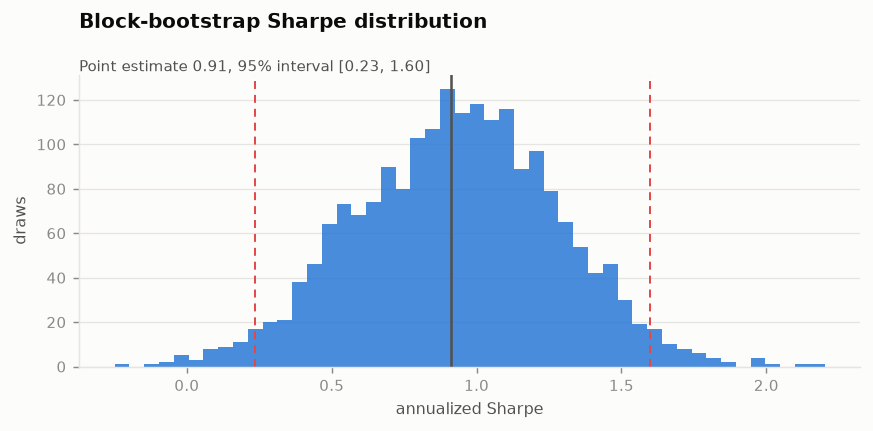 Block-bootstrap Sharpe distribution
Point estimate 0.91, 95% interval [0.23, 1.60]
draws
120
100
80
60
40
20
0
0.0 0.5 1.0 1.5 2.0
annualized Sharpe